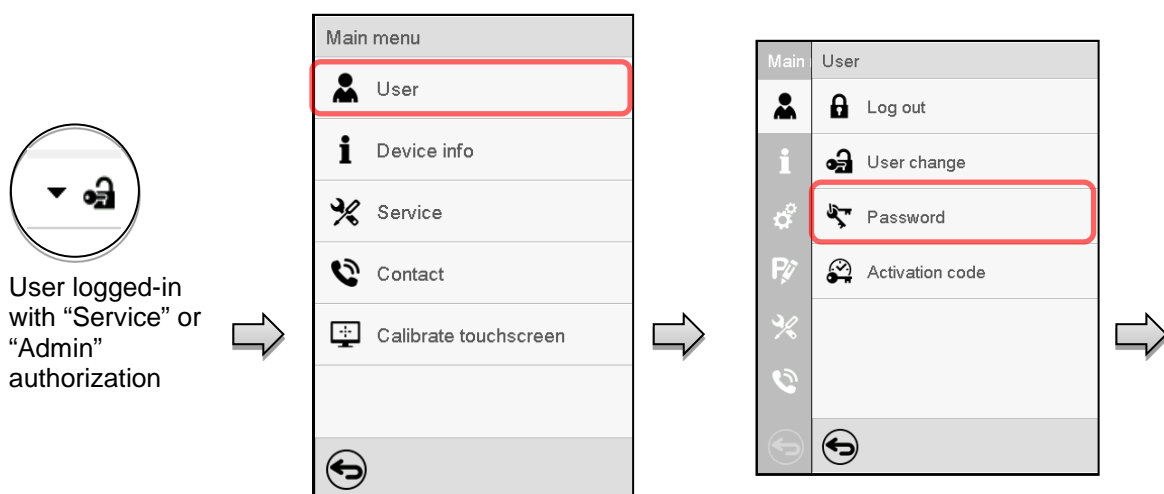 User logged-in
with “Service” or
“Admin”
authorization
Main menu
User
Device info
Service
Contact
Calibrate touchscreen
Main
User
Log out
User change
Password
Activation code